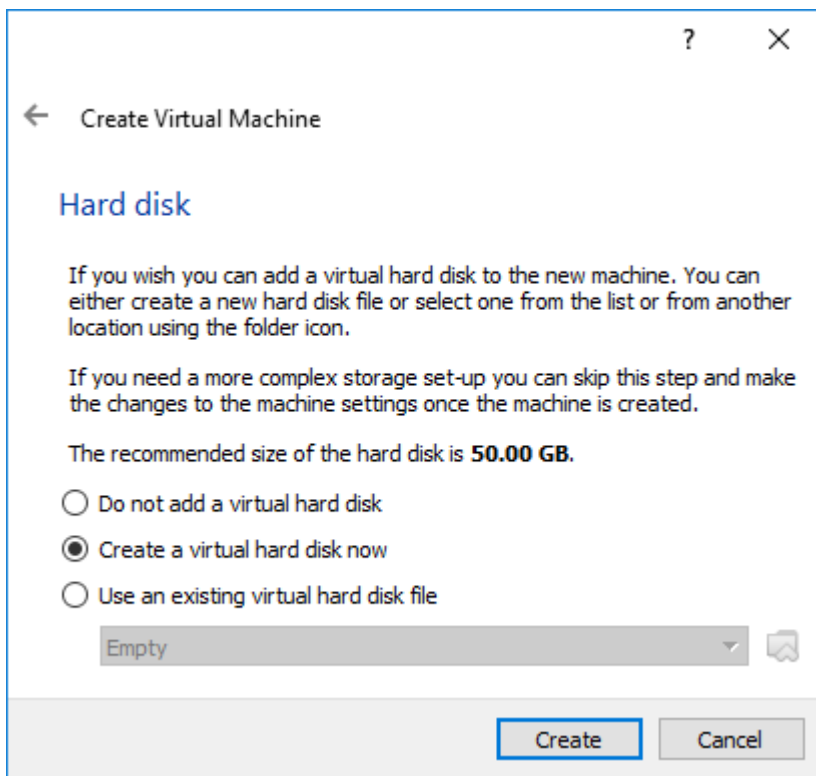 ?
Create Virtual Machine
Hard disk
If you wish you can add a virtual hard disk to the new machine. You can
either create a new hard disk file or select one from the list or from another
location using the folder icon.
If you need a more complex storage set-up you can skip this step and make
the changes to the machine settings once the machine is created.
The recommended size of the hard disk is 50.00 GB.
Do not add a virtual hard disk
Create a virtual hard disk now
Use an existing virtual hard disk file
Empty
Create Cancel